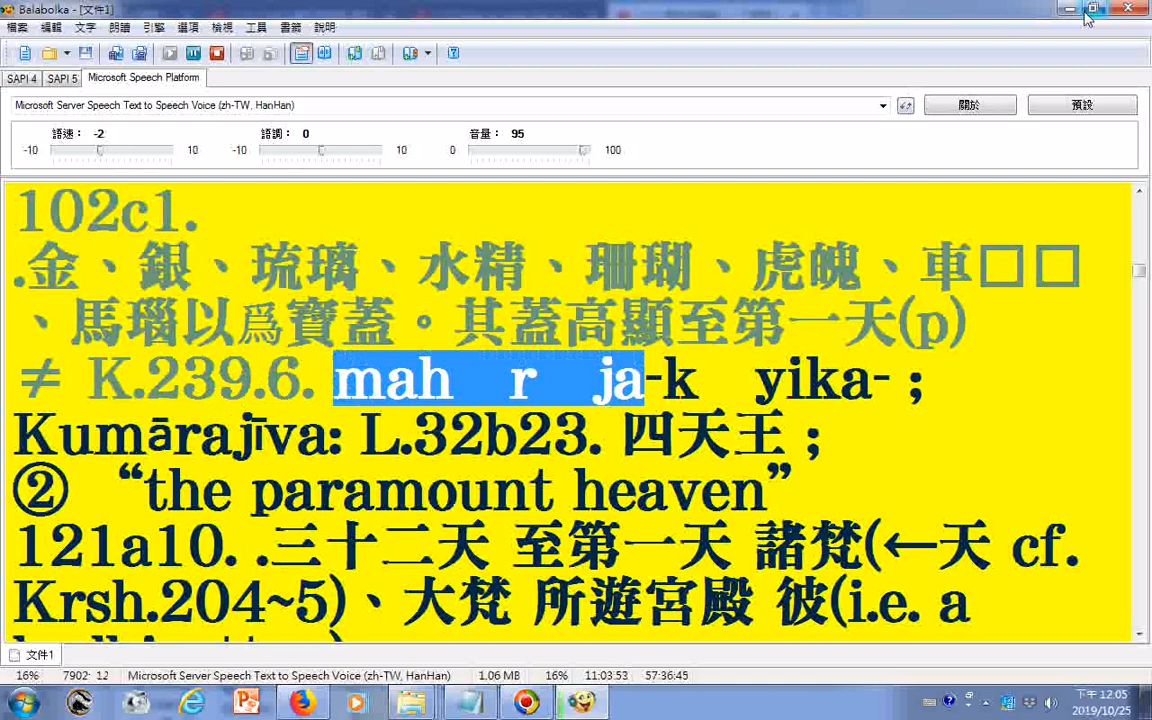 Balabolka - [文件1]
檔案 編輯 文字 朗讀 引擎 選項 檢視 工具 書籤 說明
SAPI 4 SAPI 5 Microsoft Speech Platform
Microsoft Server Speech Text to Speech Voice (zh-TW, HanHan) 關於 預設
語速： -2 語調： 0 音量： 95
-10 10 -10 10 0 100
102c1.
.金、銀、琉璃、水精、珊瑚、虎魄、車□□
、馬瑙以爲寶蓋。其蓋高顯至第一天(p)
≠ K.239.6. mah r ja-k yika- ;
Kumārajīva: L.32b23. 四天王 ;
② “the paramount heaven”
121a10. .三十二天 至第一天 諸梵(←天 cf.
Krsh.204~5)、大梵 所遊宮殿 彼(i.e. a
文件1
16% 7902: 12 Microsoft Server Speech Text to Speech Voice (zh-TW, HanHan) 1.06 MB 16% 11:03:53 57:36:45
下午 12:05
2019/10/25